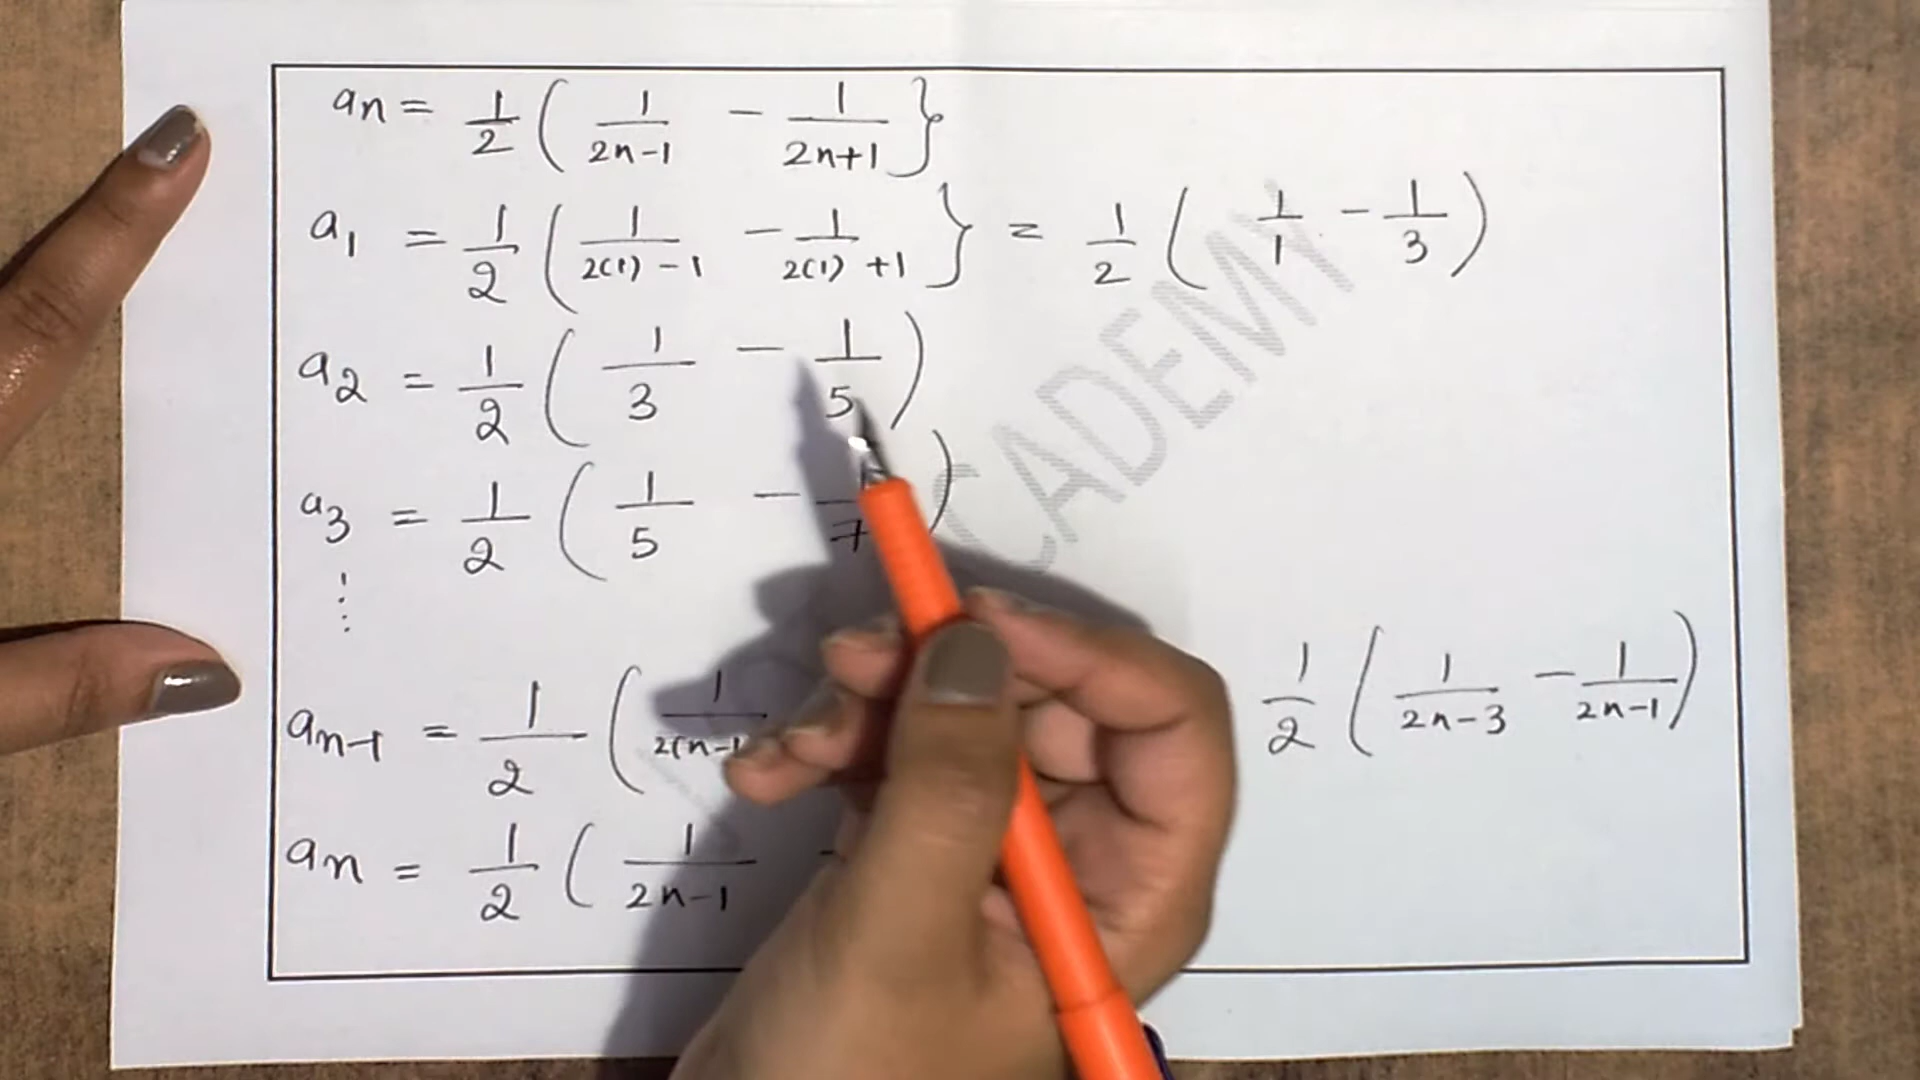 an = 1/2 ( 1/2n-1 - 1/2n+1 }
a1 = 1/2 ( 1/2(1)-1 - 1/2(1)+1 } = 1/2 ( 1/1 - 1/3 )
a2 = 1/2 ( 1/3 - 1/5 )
a3 = 1/2 ( 1/5 - 1/7 )
⋮
an-1 = 1/2 ( 1/2(n-1 1/2 ( 1/2n-3 - 1/2n-1 )
an = 1/2 ( 1/2n-1 -
CADEMY